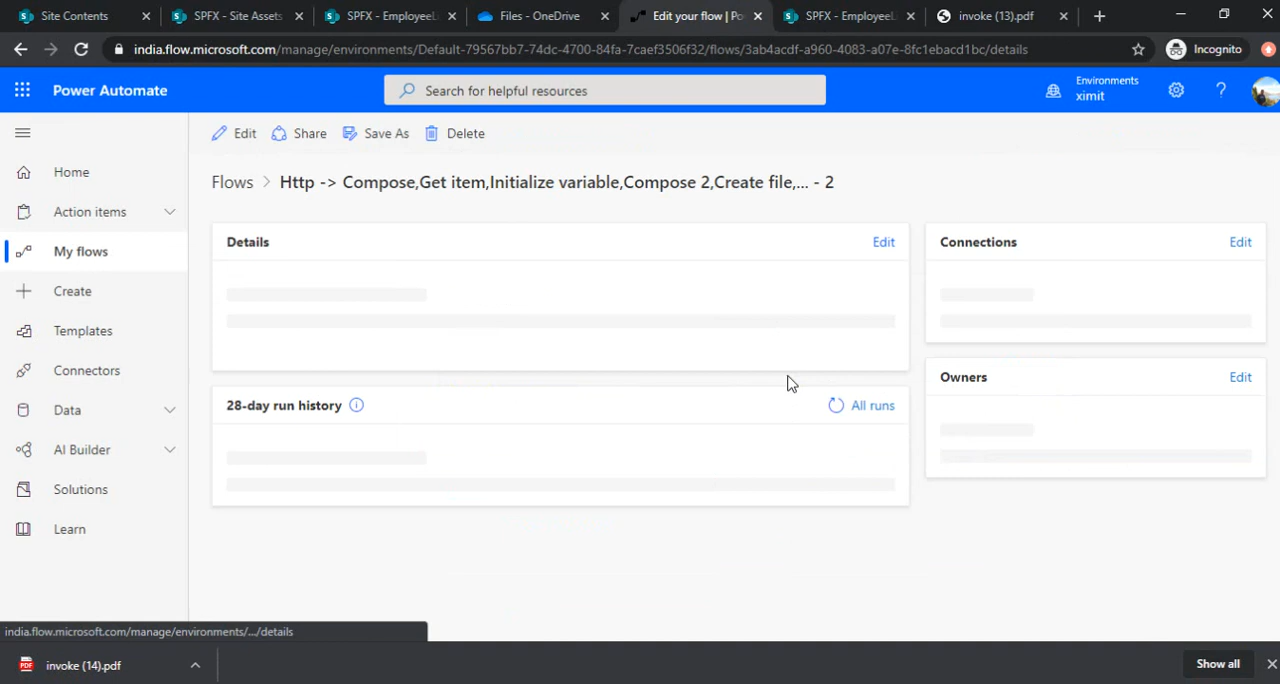 Site Contents
SPFX - Site Assets
SPFX - EmployeeL
Files - OneDrive
Edit your flow | Po
SPFX - EmployeeL
invoke (13).pdf
india.flow.microsoft.com/manage/environments/Default-79567bb7-74dc-4700-84fa-7caef3506f32/flows/3ab4acdf-a960-4083-a07e-8fc1ebacd1bc/details
Incognito
Power Automate
Search for helpful resources
Environments
ximit
Edit Share Save As Delete
Home
Action items
My flows
Create
Templates
Connectors
Data
AI Builder
Solutions
Learn
Flows > Http -> Compose,Get item,Initialize variable,Compose 2,Create file,... - 2
Details Edit
28-day run history All runs
Connections Edit
Owners Edit
india.flow.microsoft.com/manage/environments/.../details
invoke (14).pdf
Show all